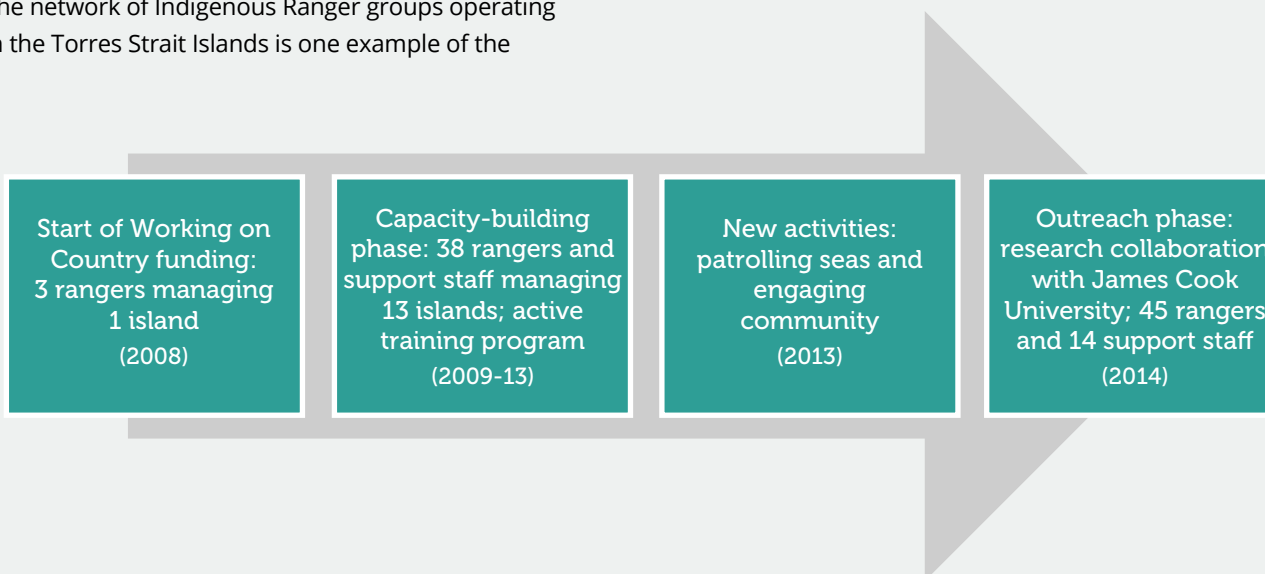 he network of Indigenous Ranger groups operating
the Torres Strait Islands is one example of the
Start of Working on
Country funding:
3 rangers managing
1 island
(2008)
Capacity-building
phase: 38 rangers and
support staff managing
13 islands; active
training program
(2009-13)
New activities:
patrolling seas and
engaging
community
(2013)
Outreach phase:
research collaboration
with James Cook
University; 45 rangers
and 14 support staff
(2014)